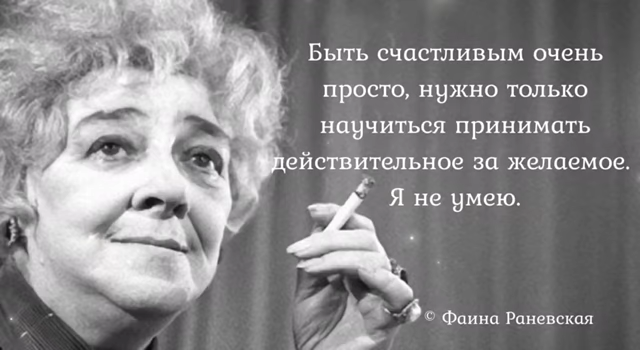 Быть счастливым очень
просто, нужно только
научиться принимать
действительное за желаемое.
Я не умею.
© Фаина Раневская